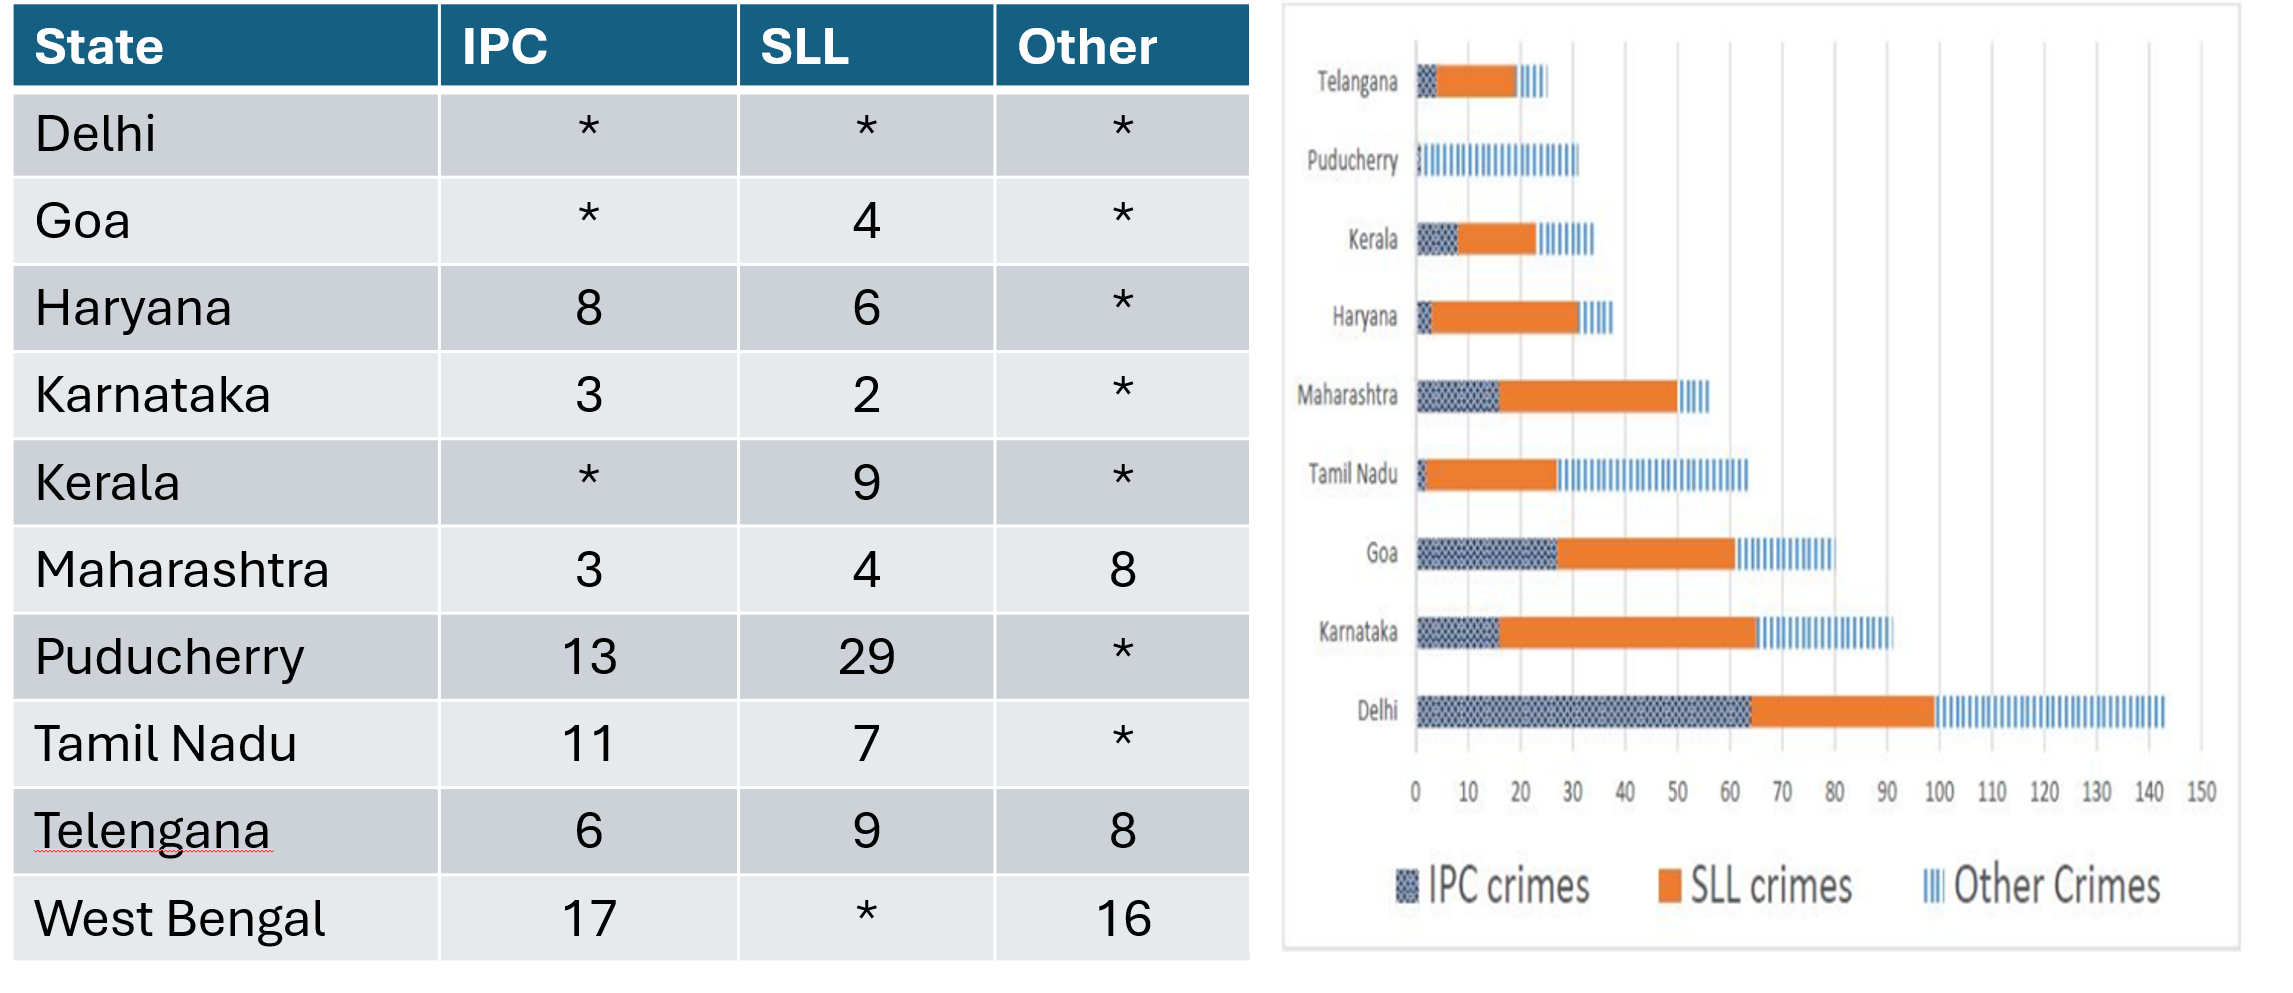 State IPC SLL Other
Delhi * * *
Goa * 4 *
Haryana 8 6 *
Karnataka 3 2 *
Kerala * 9 *
Maharashtra 3 4 8
Puducherry 13 29 *
Tamil Nadu 11 7 *
Telengana 6 9 8
West Bengal 17 * 16
Telangana
Puducherry
Kerala
Haryana
Maharashtra
Tamil Nadu
Goa
Karnataka
Delhi
0 10 20 30 40 50 60 70 80 90 100 110 120 130 140 150
IPC crimes SLL crimes Other Crimes